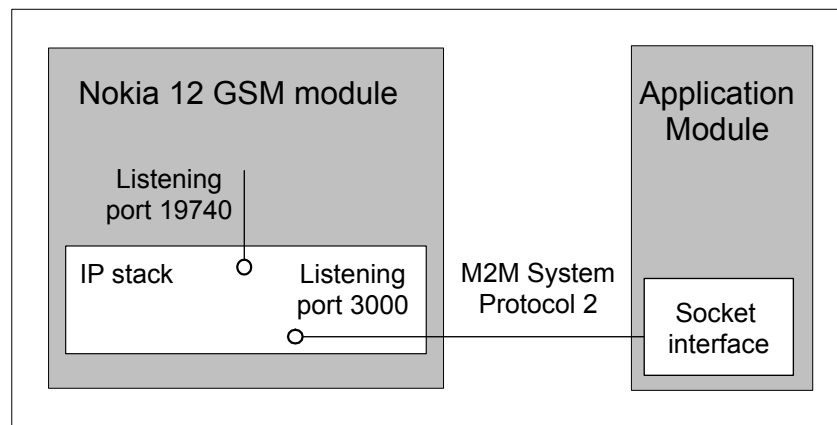 Nokia 12 GSM module
Application
Module
Listening
port 19740
IP stack
Listening
port 3000
M2M System
Protocol 2
Socket
interface